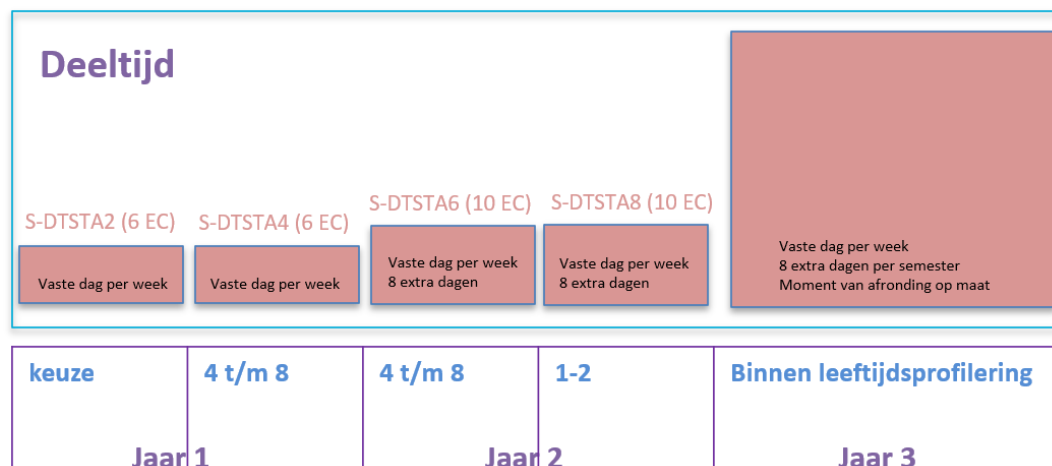 Deeltijd
S-DTSTA2 (6 EC)
S-DTSTA4 (6 EC)
S-DTSTA6 (10 EC)
S-DTSTA8 (10 EC)
Vaste dag per week
Vaste dag per week
Vaste dag per week
8 extra dagen
Vaste dag per week
8 extra dagen
Vaste dag per week
8 extra dagen per semester
Moment van afronding op maat
keuze
4 t/m 8
4 t/m 8
1-2
Binnen leeftijdsprofilering
Jaar 1
Jaar 2
Jaar 3